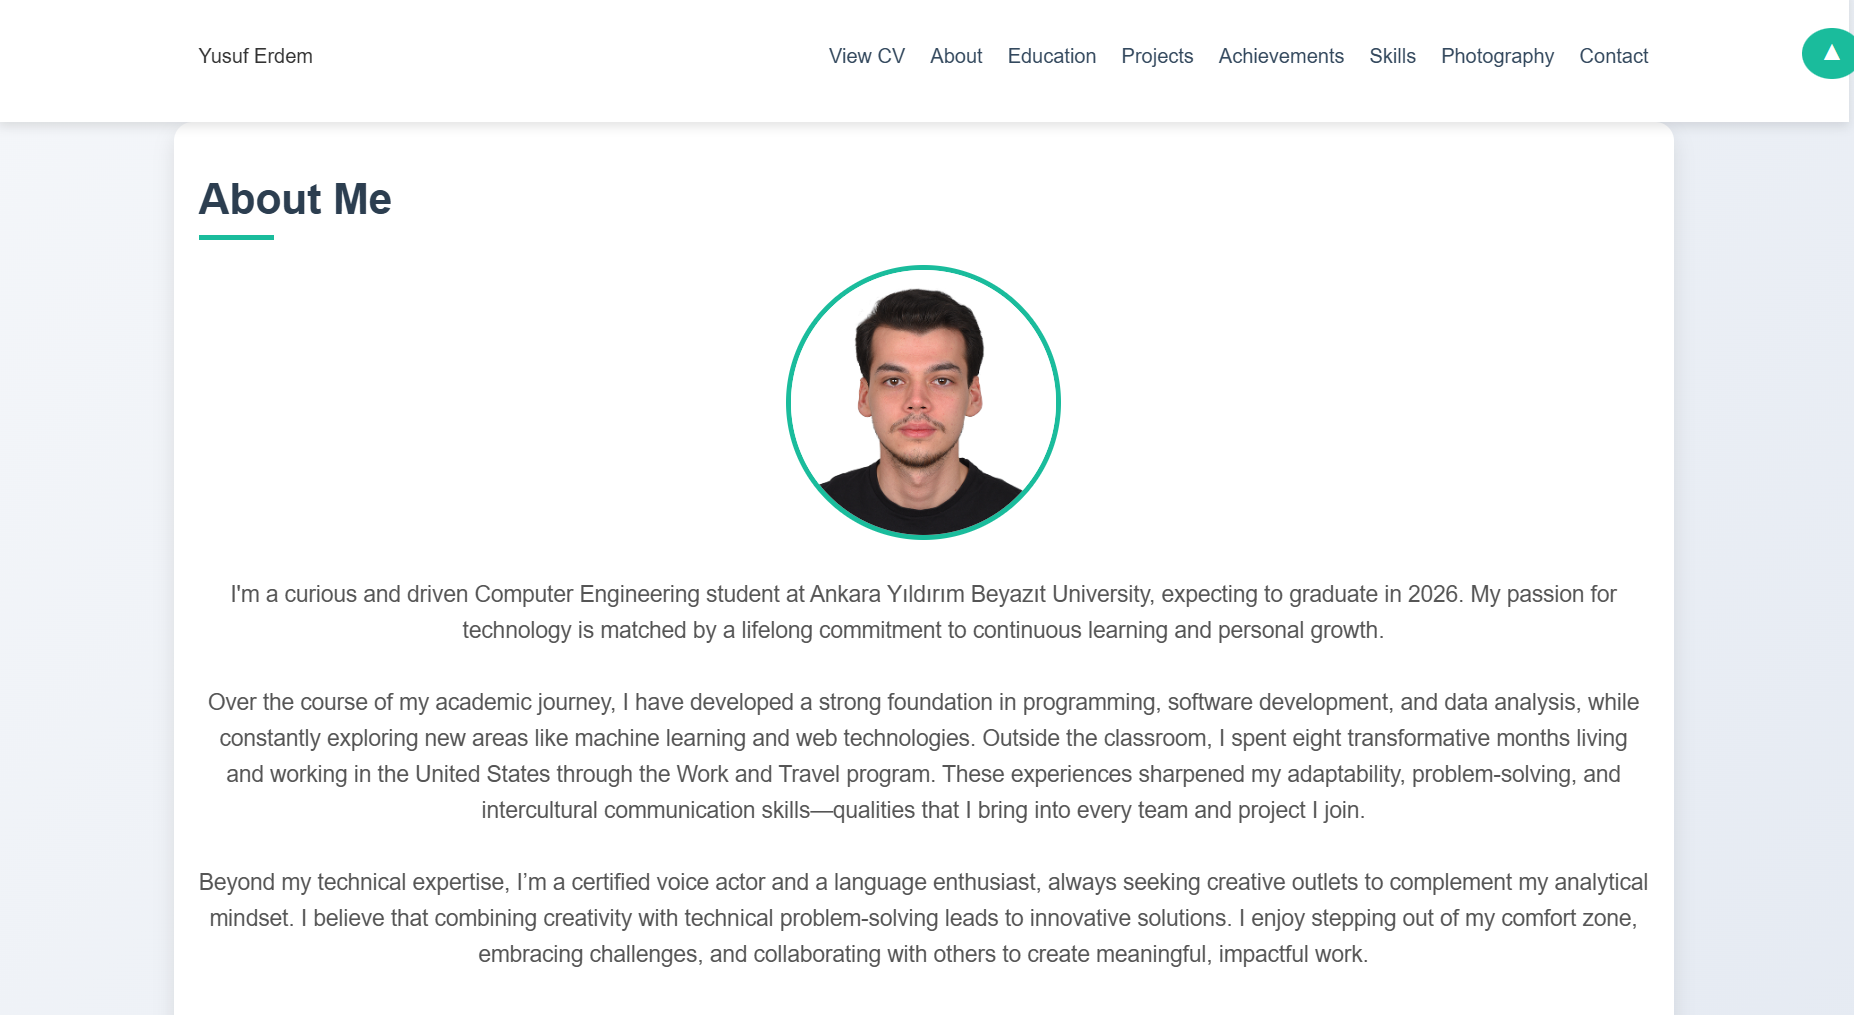 Yusuf Erdem
View CV About Education Projects Achievements Skills Photography Contact
▲
About Me
I'm a curious and driven Computer Engineering student at Ankara Yıldırım Beyazıt University, expecting to graduate in 2026. My passion for
technology is matched by a lifelong commitment to continuous learning and personal growth.
Over the course of my academic journey, I have developed a strong foundation in programming, software development, and data analysis, while
constantly exploring new areas like machine learning and web technologies. Outside the classroom, I spent eight transformative months living
and working in the United States through the Work and Travel program. These experiences sharpened my adaptability, problem-solving, and
intercultural communication skills—qualities that I bring into every team and project I join.
Beyond my technical expertise, I’m a certified voice actor and a language enthusiast, always seeking creative outlets to complement my analytical
mindset. I believe that combining creativity with technical problem-solving leads to innovative solutions. I enjoy stepping out of my comfort zone,
embracing challenges, and collaborating with others to create meaningful, impactful work.